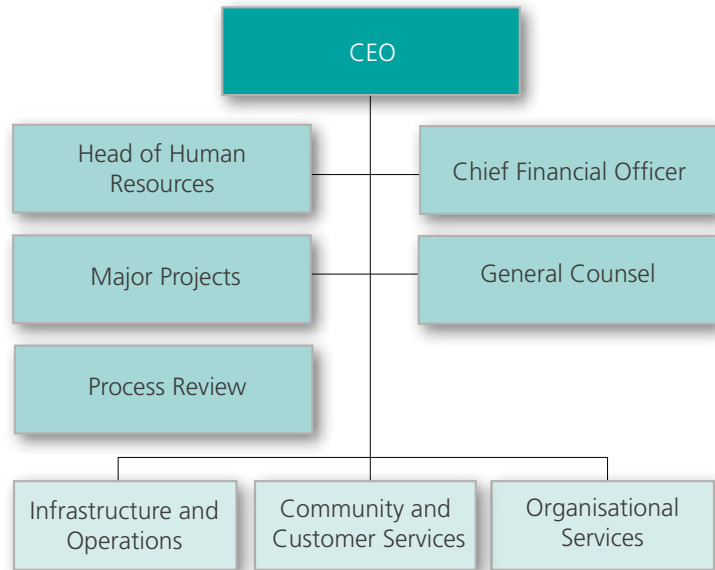 CEO
Head of Human
Resources
Chief Financial Officer
Major Projects
General Counsel
Process Review
Infrastructure and
Operations
Community and
Customer Services
Organisational
Services